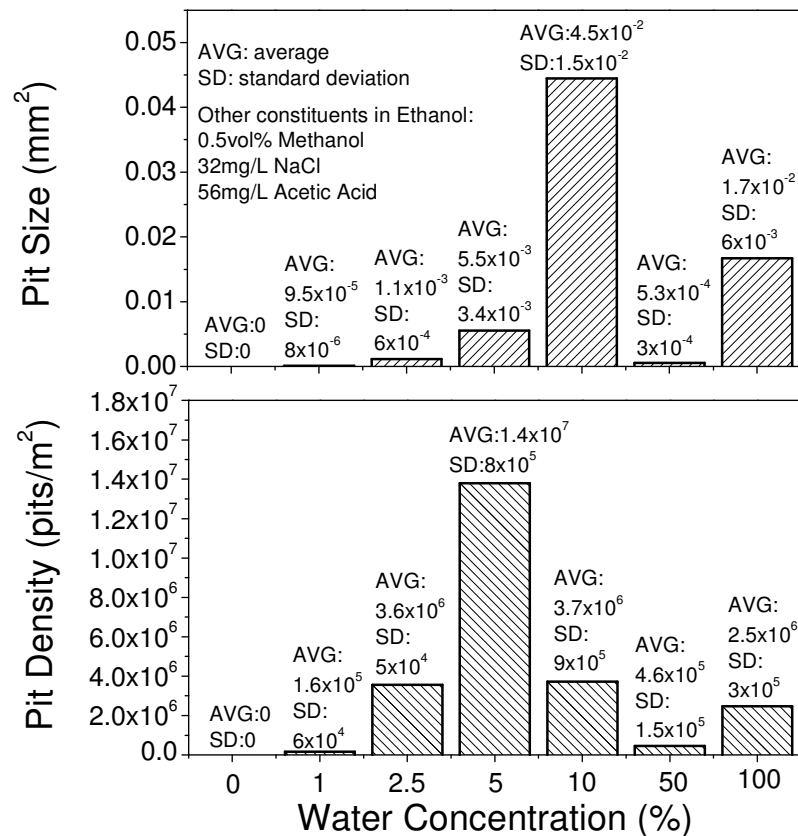 0.05
0.04
0.03
0.02
0.01
0.00
Pit Size (mm²)
AVG: average
SD: standard deviation
Other constituents in Ethanol:
0.5vol% Methanol
32mg/L NaCl
56mg/L Acetic Acid
AVG:0
SD:0
AVG:
9.5x10⁻⁵
SD:
8x10⁻⁶
AVG:
1.1x10⁻³
SD:
6x10⁻⁴
AVG:
5.5x10⁻³
SD:
3.4x10⁻³
AVG:4.5x10⁻²
SD:1.5x10⁻²
AVG:
5.3x10⁻⁴
SD:
3x10⁻⁴
AVG:
1.7x10⁻²
SD:
6x10⁻³
1.8x10⁷
1.6x10⁷
1.4x10⁷
1.2x10⁷
1.0x10⁷
8.0x10⁶
6.0x10⁶
4.0x10⁶
2.0x10⁶
0.0
Pit Density (pits/m²)
AVG:0
SD:0
AVG:
1.6x10⁵
SD:
6x10⁴
AVG:
3.6x10⁶
SD:
5x10⁴
AVG:1.4x10⁷
SD:8x10⁵
AVG:
3.7x10⁶
SD:
9x10⁵
AVG:
4.6x10⁵
SD:
1.5x10⁵
AVG:
2.5x10⁶
SD:
3x10⁵
0 1 2.5 5 10 50 100
Water Concentration (%)